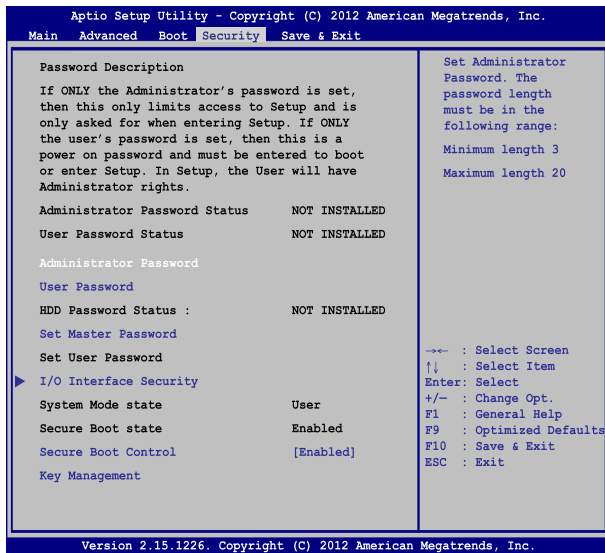 Aptio Setup Utility - Copyright (C) 2012 American Megatrends, Inc.
Main Advanced Boot Security Save & Exit
Password Description
If ONLY the Administrator's password is set,
then this only limits access to Setup and is
only asked for when entering Setup. If ONLY
the user's password is set, then this is a
power on password and must be entered to boot
or enter Setup. In Setup, the User will have
Administrator rights.
Administrator Password Status NOT INSTALLED
User Password Status NOT INSTALLED
Administrator Password
User Password
HDD Password Status : NOT INSTALLED
Set Master Password
Set User Password
I/O Interface Security
System Mode state User
Secure Boot state Enabled
Secure Boot Control [Enabled]
Key Management
Set Administrator
Password. The
password length
must be in the
following range:
Minimum length 3
Maximum length 20
→← : Select Screen
↑↓ : Select Item
Enter: Select
+/— : Change Opt.
F1 : General Help
F9 : Optimized Defaults
F10 : Save & Exit
ESC : Exit
Version 2.15.1226. Copyright (C) 2012 American Megatrends, Inc.